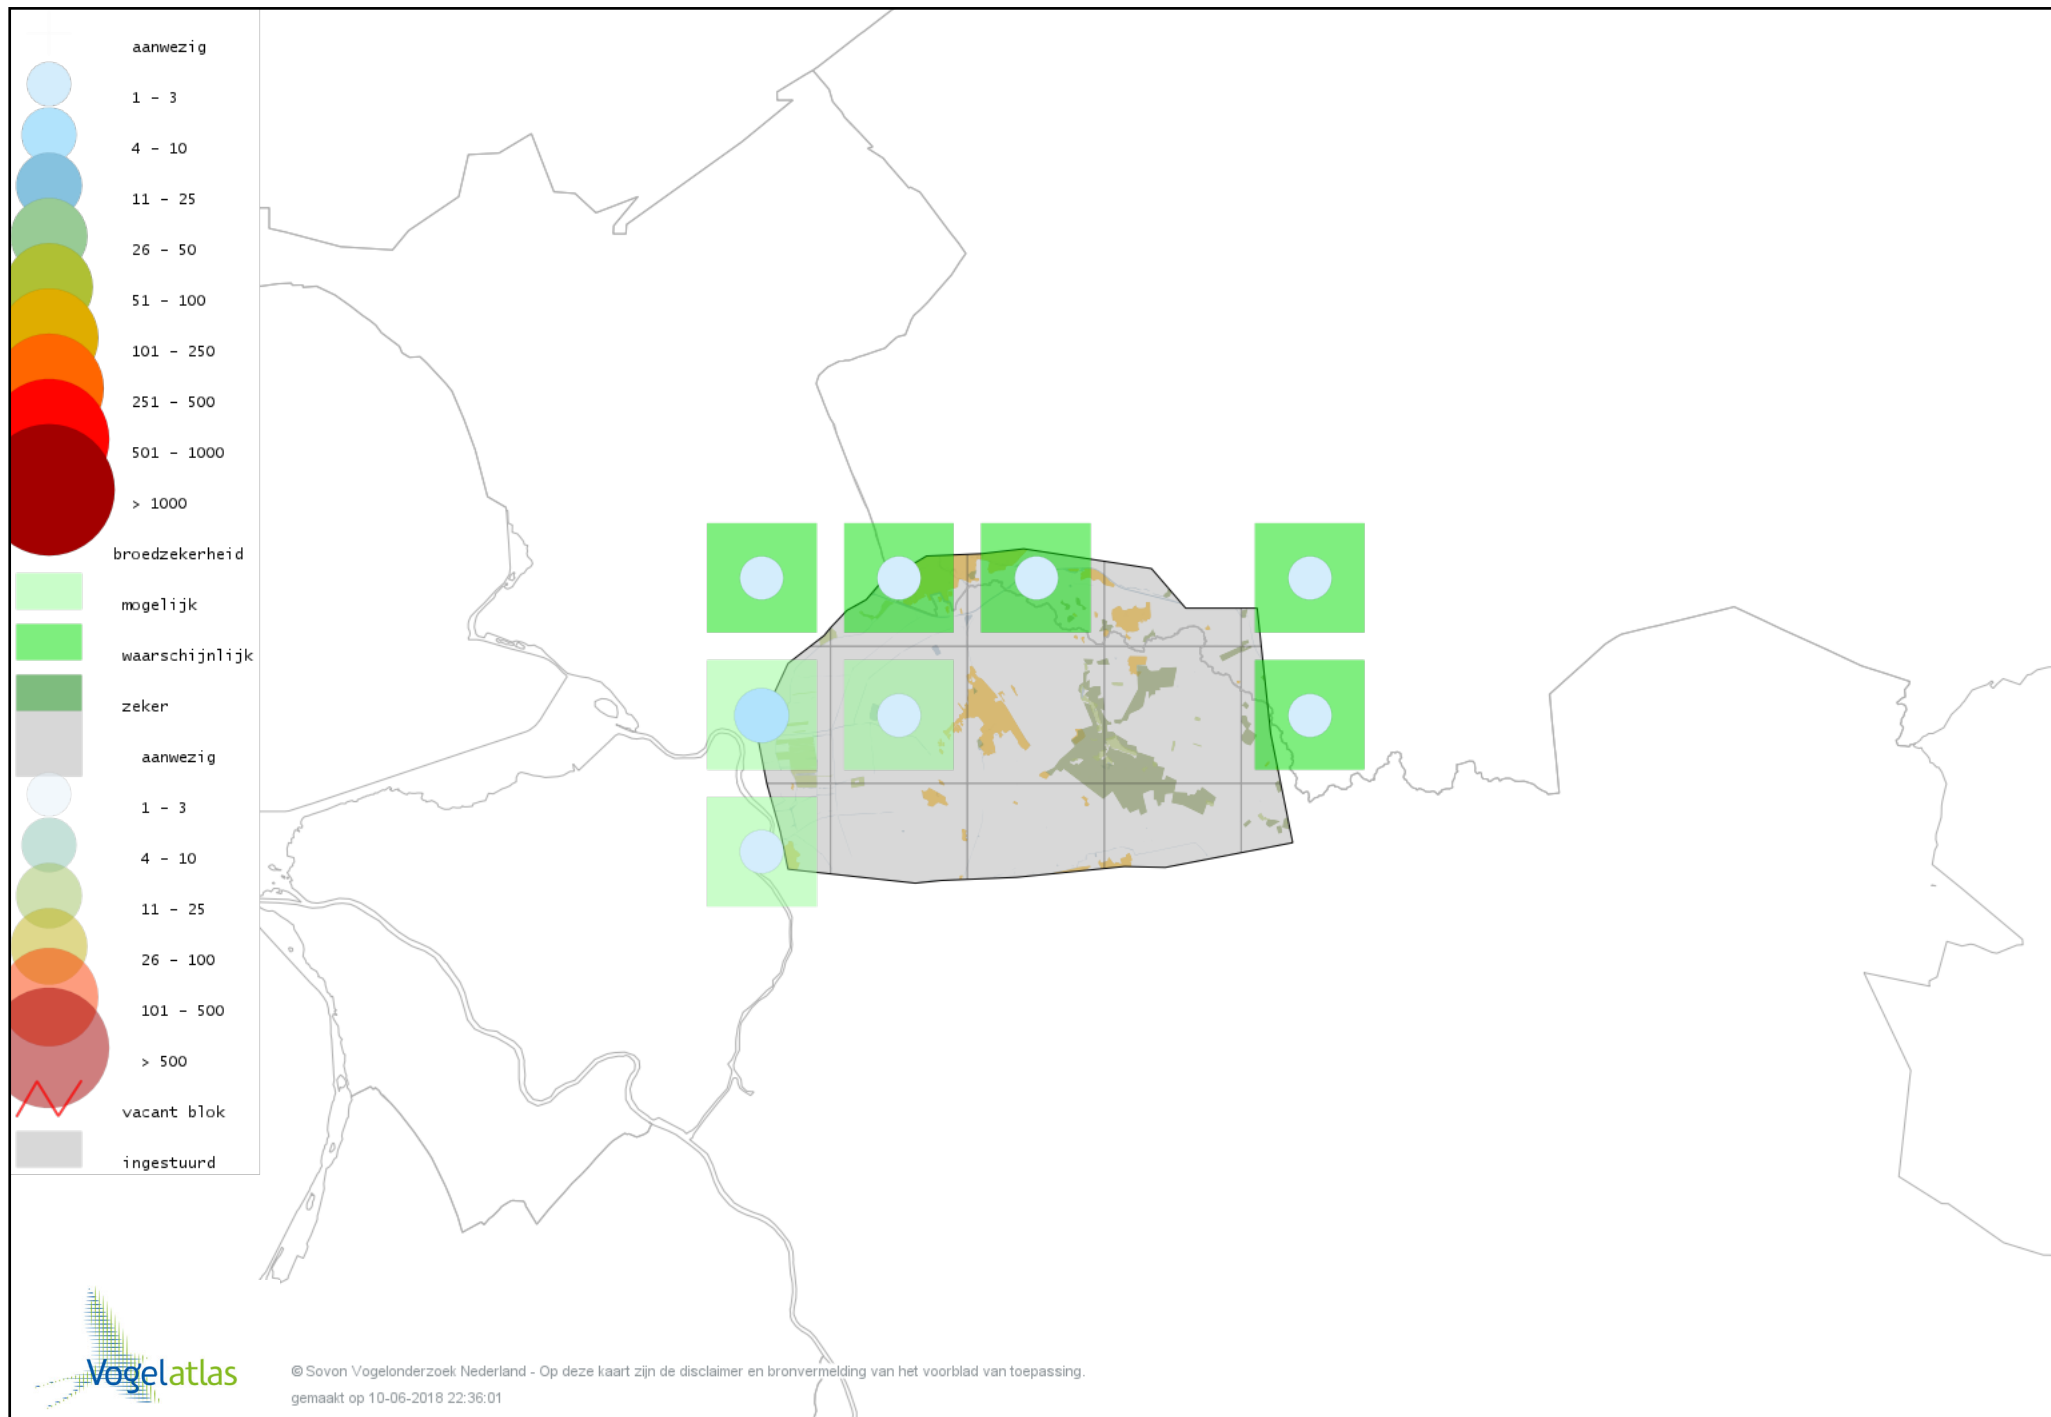 aanwezig
1 - 3
4 - 10
11 - 25
26 - 50
51 - 100
101 - 250
251 - 500
501 - 1000
> 1000
broedzekerheid
mogelijk
waarschijnlijk
zeker
aanwezig
1 - 3
4 - 10
11 - 25
26 - 100
101 - 500
> 500
vacant blok
ingestuurd
Vogelatlas
© Sovon Vogelonderzoek Nederland - Op deze kaart zijn de disclaimer en bronvermelding van het voorblad van toepassing.
gemaakt op 10-06-2018 22:36:01